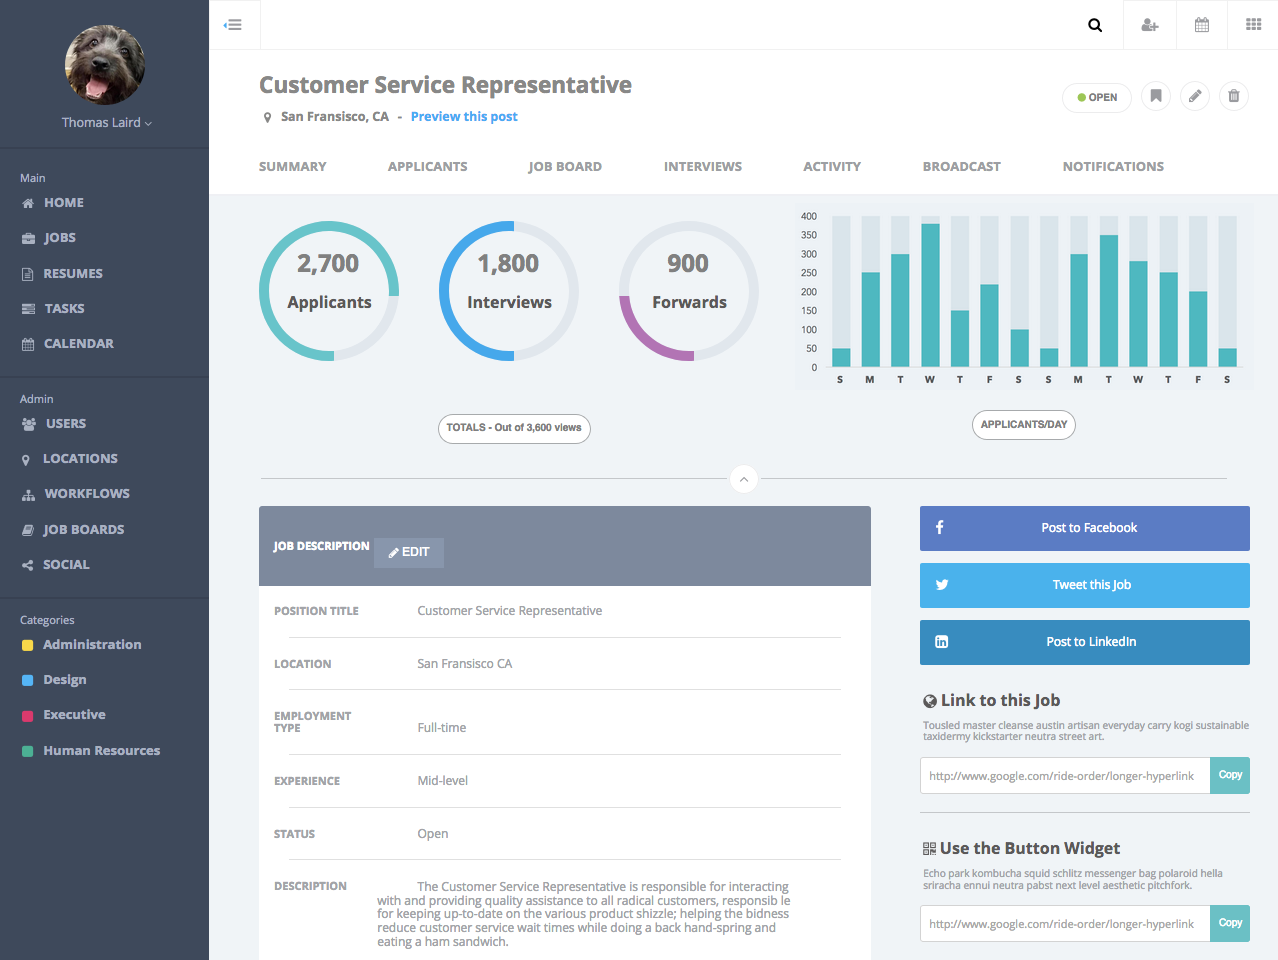 Thomas Laird
Main
HOME
JOBS
RESUMES
TASKS
CALENDAR
Admin
USERS
LOCATIONS
WORKFLOWS
JOB BOARDS
SOCIAL
Categories
Administration
Design
Executive
Human Resources
Customer Service Representative
San Fransisco, CA - Preview this post
OPEN
SUMMARY APPLICANTS JOB BOARD INTERVIEWS ACTIVITY BROADCAST NOTIFICATIONS
2,700
Applicants
1,800
Interviews
900
Forwards
TOTALS - Out of 3,600 views
400
350
300
250
200
150
100
50
0
S M T W T F S S M T W T F S
APPLICANTS/DAY
JOB DESCRIPTION EDIT
POSITION TITLE Customer Service Representative
LOCATION San Fransisco CA
EMPLOYMENT
TYPE Full-time
EXPERIENCE Mid-level
STATUS Open
DESCRIPTION The Customer Service Representative is responsible for interacting
with and providing quality assistance to all radical customers, responsib le
for keeping up-to-date on the various product shizzle; helping the bidness
reduce customer service wait times while doing a back hand-spring and
eating a ham sandwich.
Post to Facebook
Tweet this Job
Post to LinkedIn
Link to this Job
Tousled master cleanse austin artisan everyday carry kogi sustainable
taxidermy kickstarter neutra street art.
http://www.google.com/ride-order/longer-hyperlink Copy
Use the Button Widget
Echo park kombucha squid schlitz messenger bag polaroid hella
sriracha ennui neutra pabst next level aesthetic pitchfork.
http://www.google.com/ride-order/longer-hyperlink Copy